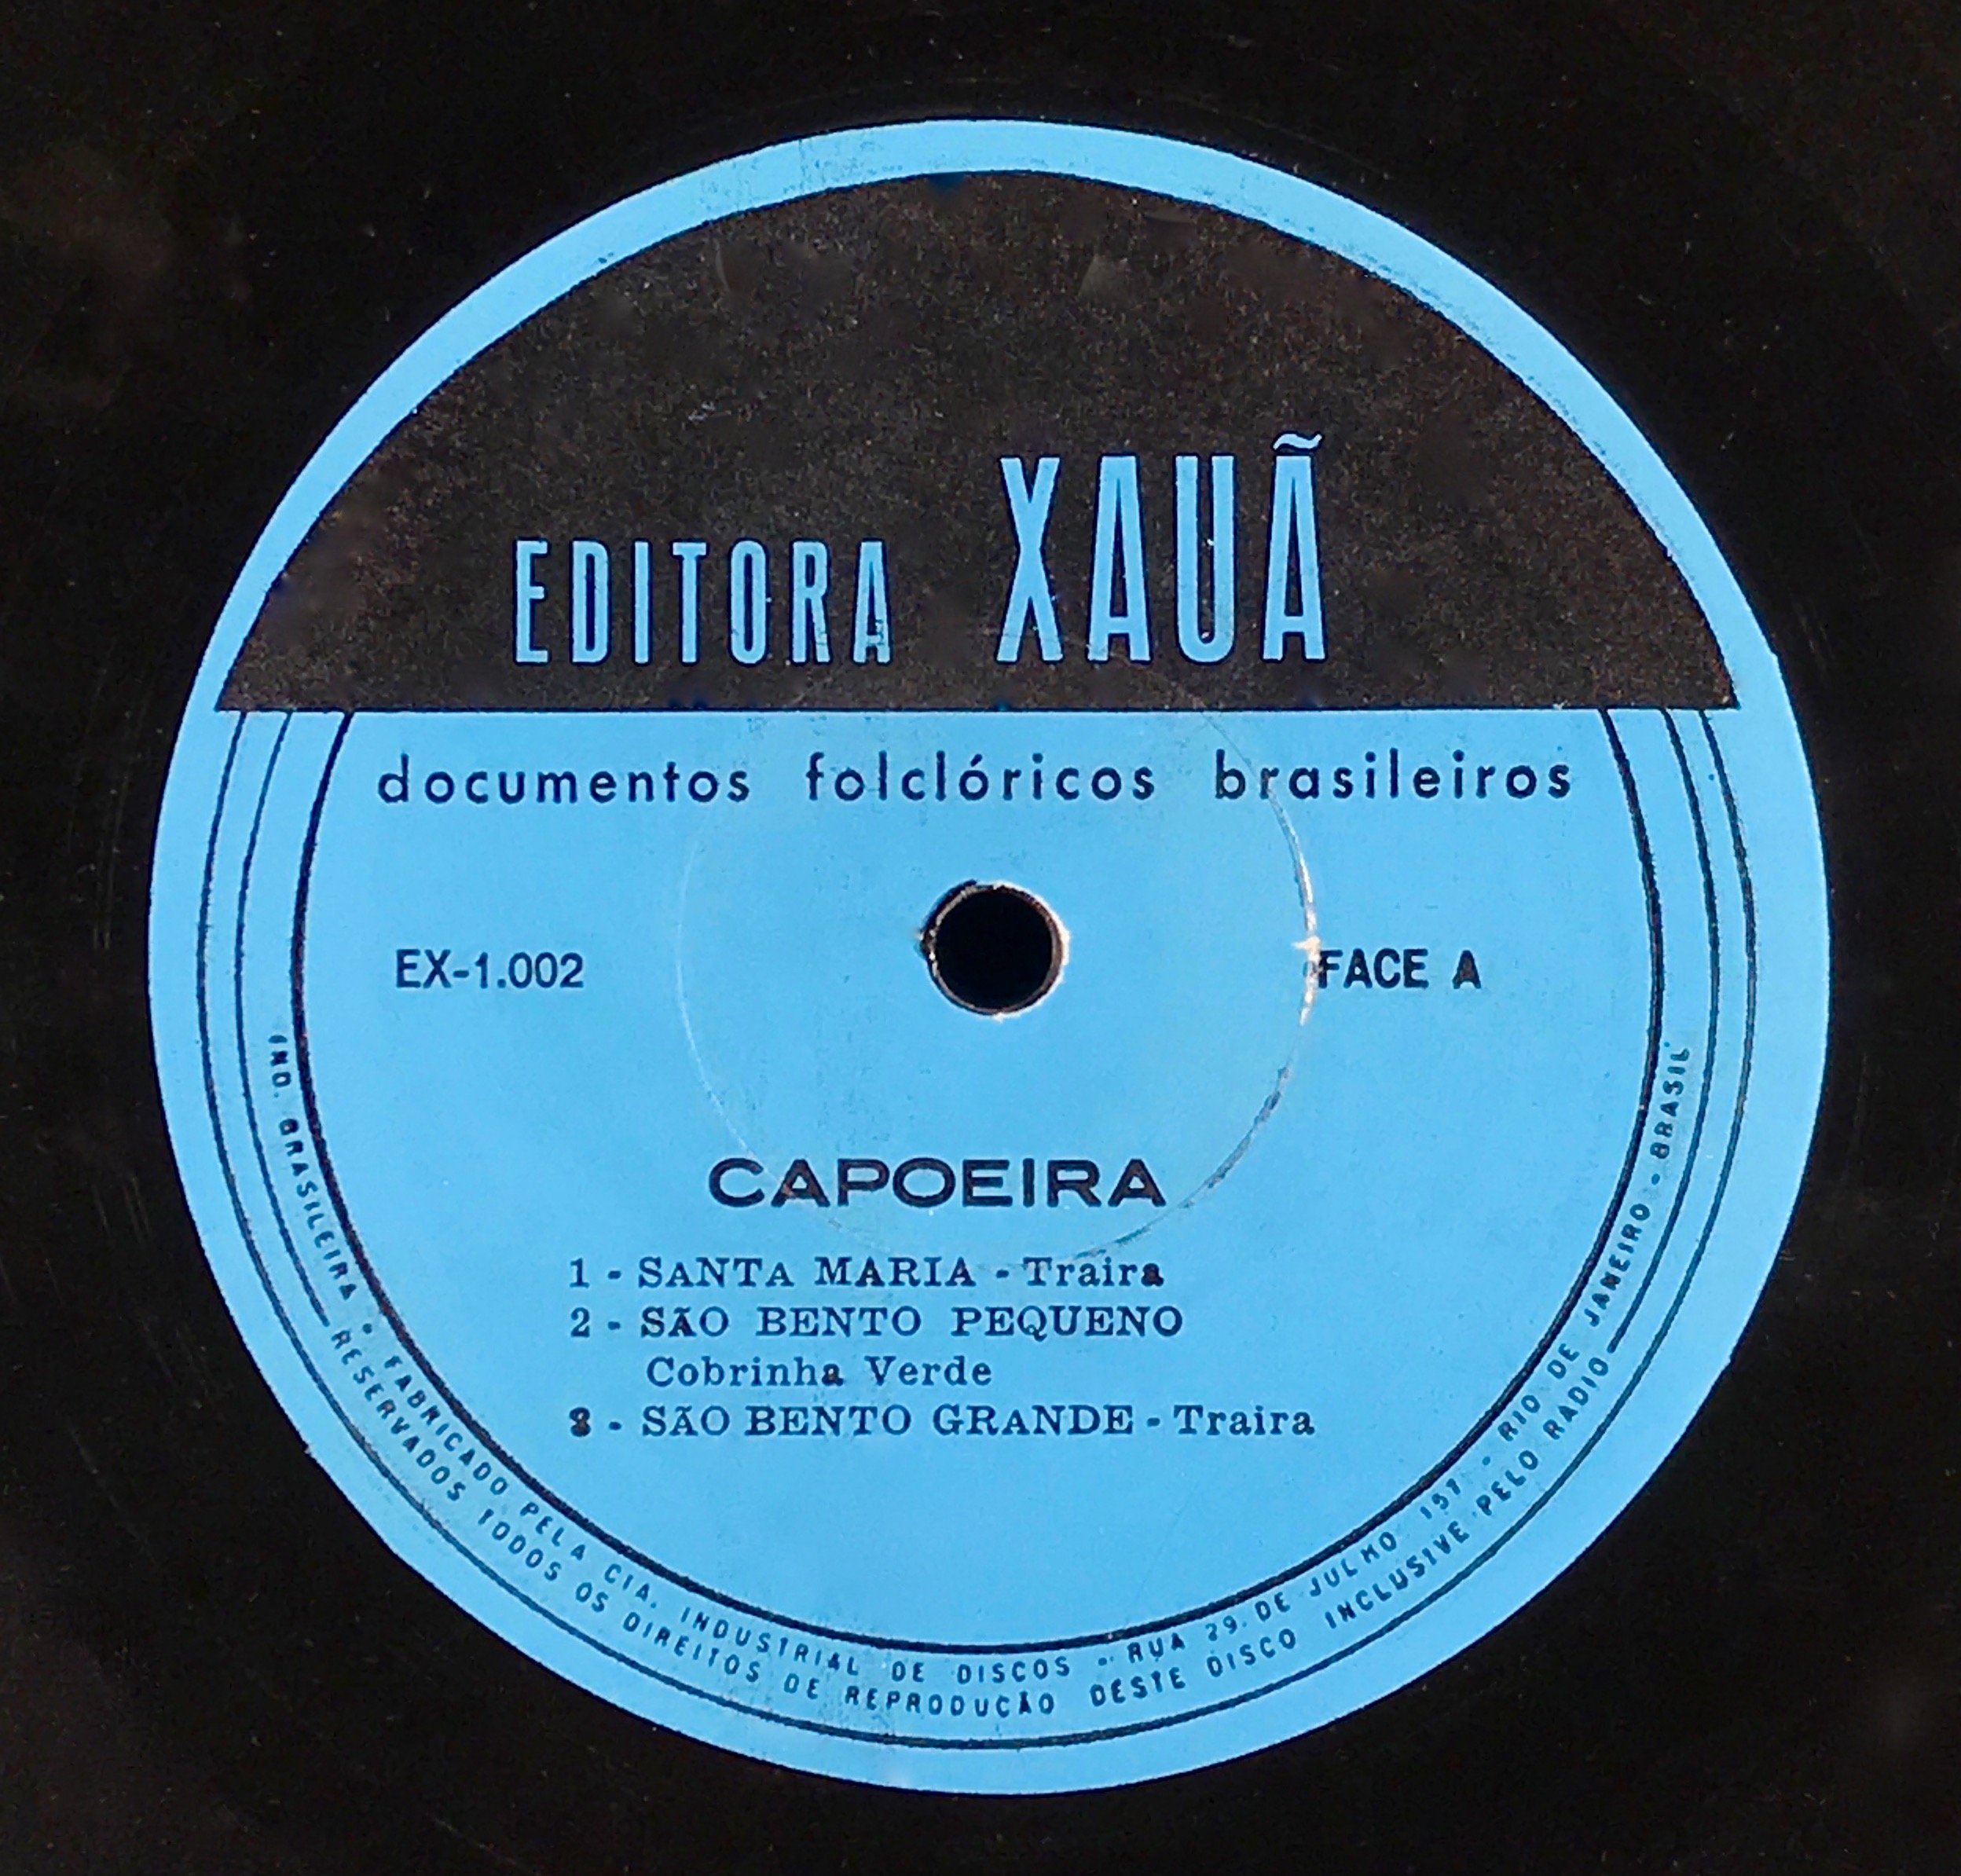 EDITORA XAUÃ
documentos folclóricos brasileiros
EX-1.002 FACE A
CAPOEIRA
1 - SANTA MARIA - Traira
2 - SÃO BENTO PEQUENO
Cobrinha Verde
3 - SÃO BENTO GRANDE - Traira
IND. BRASILEIRA • FABRICADO PELA CIA. INDUSTRIAL DE DISCOS - RUA 29 DE JULHO 157 - RIO DE JANEIRO - BRASIL
RESERVADOS TODOS OS DIREITOS DE REPRODUÇÃO DESTE DISCO INCLUSIVE PELO RADIO